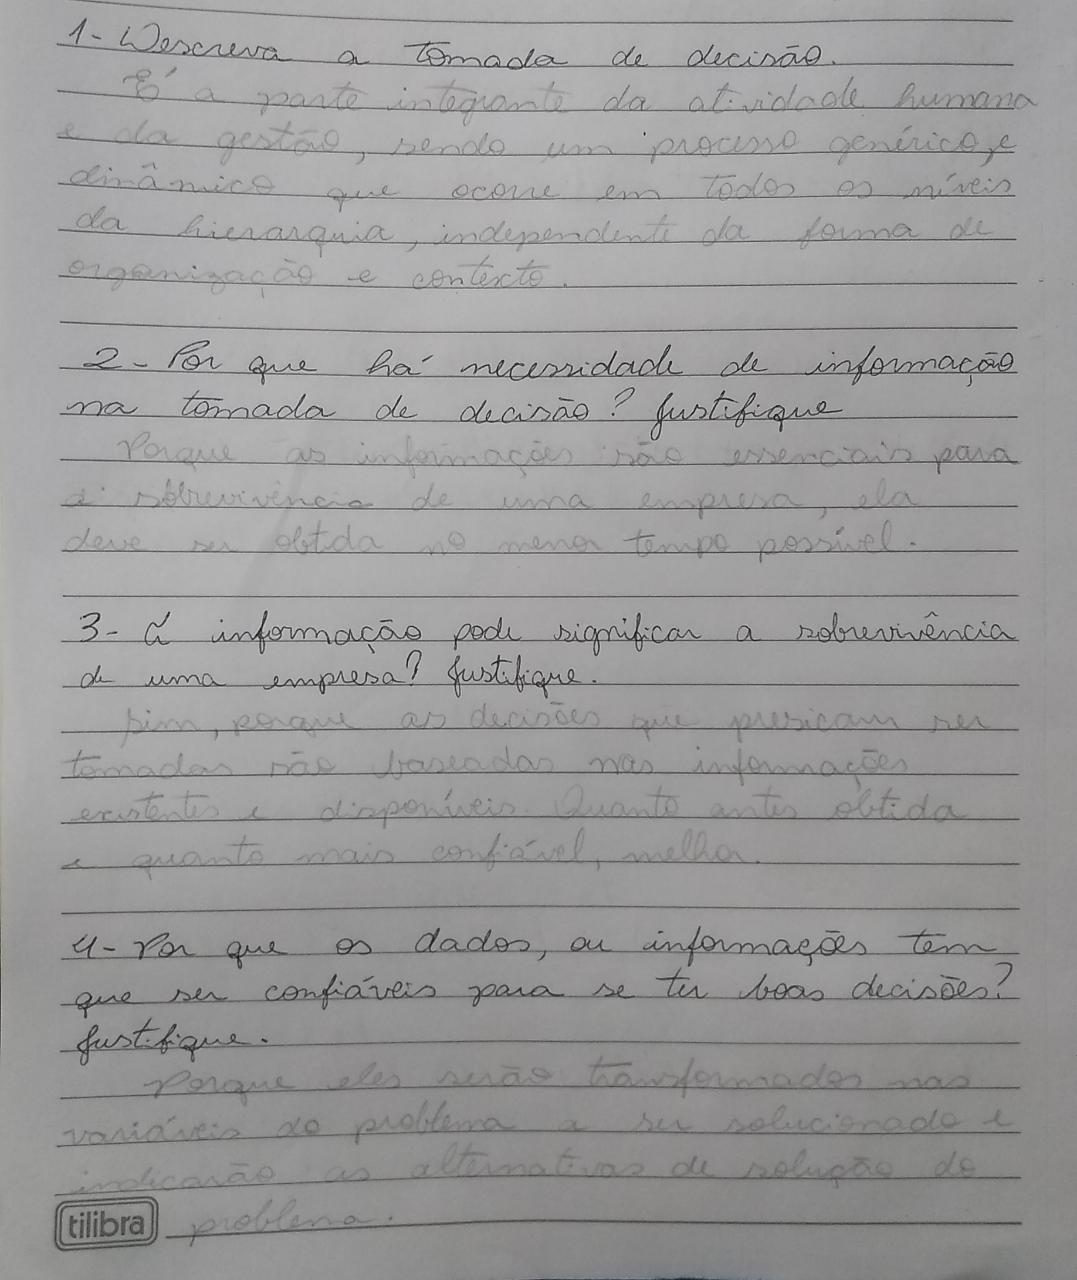 1- Descreva a tomada de decisão.
É a parte integrante da atividade humana
e da gestão, sendo um processo genérico, e
dinâmico que ocorre em todos os níveis
da hierarquia, independente da forma de
organização e contexto.
2- Por que há necessidade de informação
na tomada de decisão? Justifique
Porque as informações são essenciais para
a sobrevivência de uma empresa, ela
deve ser obtida no menor tempo possível.
3- A informação pode significar a sobrevivência
de uma empresa? Justifique.
Sim, porque as decisões que presicam ser
tomadas são baseadas nas informações
existentes e disponíveis. Quanto antes obtida
e quanto mais confiável, melhor.
4- Por que os dados, ou informações tem
que ser confiáveis para se ter boas decisões?
Justifique.
Porque eles serão transformados nas
variáveis do problema a ser solucionado e
indicarão as alternativas de solução do
problema.
tilibra